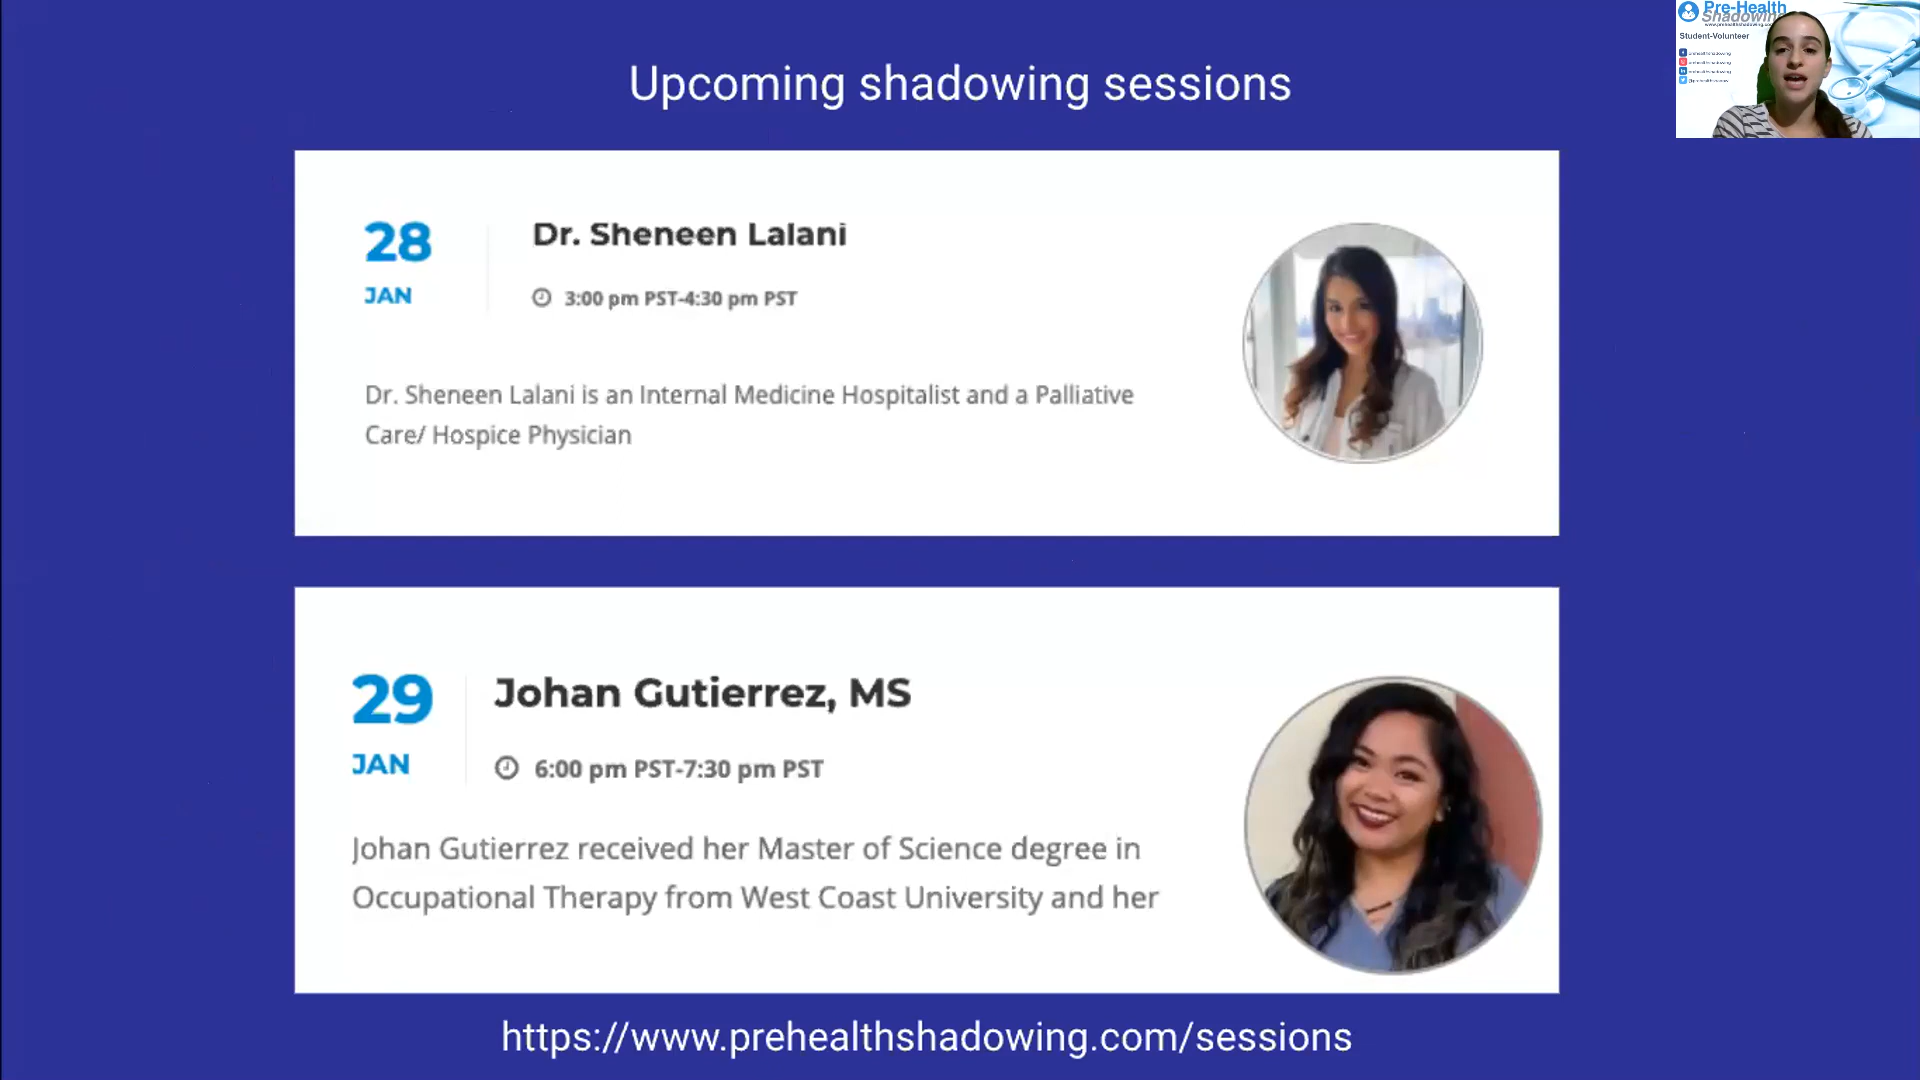 Upcoming shadowing sessions
Pre-Health
Shadowing
Student-Volunteer
28
JAN
Dr. Sheneen Lalani
3:00 pm PST-4:30 pm PST
Dr. Sheneen Lalani is an Internal Medicine Hospitalist and a Palliative
Care/ Hospice Physician
29
JAN
Johan Gutierrez, MS
6:00 pm PST-7:30 pm PST
Johan Gutierrez received her Master of Science degree in
Occupational Therapy from West Coast University and her
https://www.prehealthshadowing.com/sessions